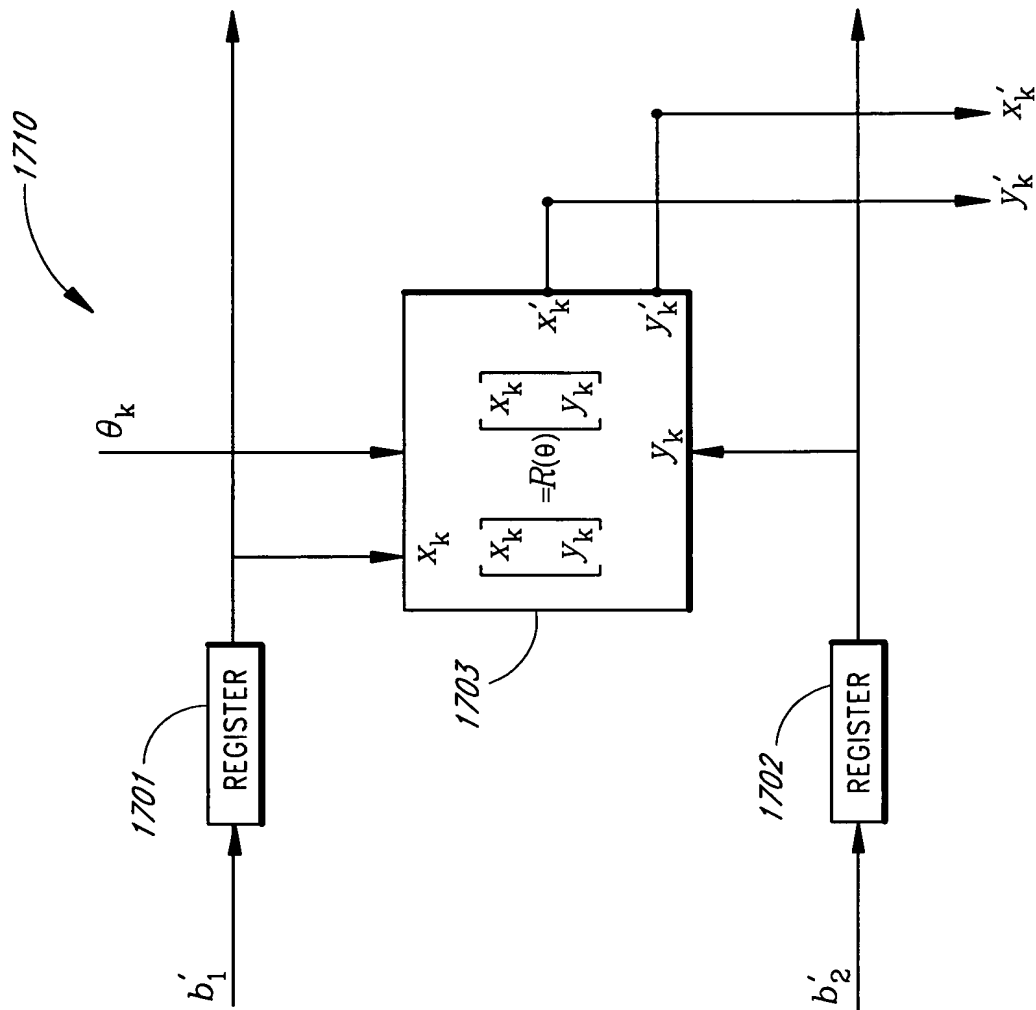 1710
θk
b′1
1701
REGISTER
xk
[xk yk] =R(θ) [xk yk]
x′k
y′k
yk
1703
y′k
x′k
b′2
1702
REGISTER